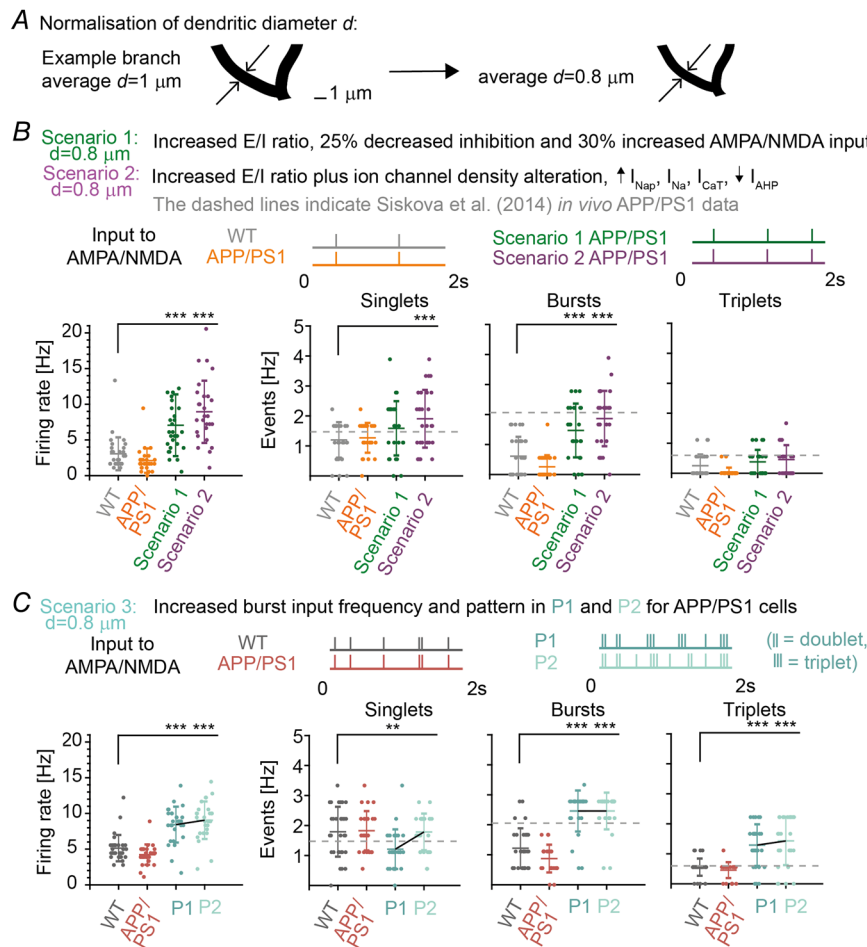 A Normalisation of dendritic diameter d:
Example branch
average d=1 µm
1 µm
average d=0.8 µm
B Scenario 1: Increased E/I ratio, 25% decreased inhibition and 30% increased AMPA/NMDA input
d=0.8 µm
Scenario 2: Increased E/I ratio plus ion channel density alteration, ↑ INap, INa, ICaT, ↓ IAHP
d=0.8 µm
The dashed lines indicate Siskova et al. (2014) in vivo APP/PS1 data
Input to
AMPA/NMDA
WT
APP/PS1
0 2s
Scenario 1 APP/PS1
Scenario 2 APP/PS1
0 2s
Singlets Bursts Triplets
*** ***
***
*** ***
Firing rate [Hz]
20
15
10
5
0
Events [Hz]
5
4
3
2
1
WT APP/PS1 Scenario 1 Scenario 2
WT APP/PS1 Scenario 1 Scenario 2
WT APP/PS1 Scenario 1 Scenario 2
WT APP/PS1 Scenario 1 Scenario 2
C Scenario 3: Increased burst input frequency and pattern in P1 and P2 for APP/PS1 cells
d=0.8 µm
Input to
AMPA/NMDA
WT
APP/PS1
0 2s
P1 (|| = doublet,
P2 ||| = triplet)
0 2s
Singlets Bursts Triplets
*** ***
**
*** ***
*** ***
Firing rate [Hz]
20
15
10
5
0
Events [Hz]
5
4
3
2
1
0
WT APP/PS1 P1 P2
WT APP/PS1 P1 P2
WT APP/PS1 P1 P2
WT APP/PS1 P1 P2